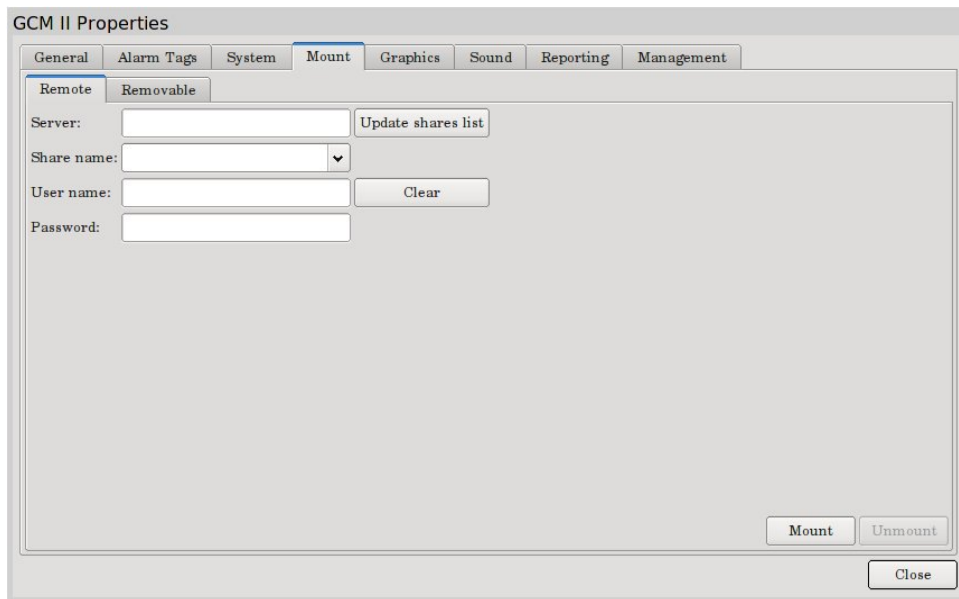 GCM II Properties
General Alarm Tags System Mount Graphics Sound Reporting Management
Remote Removable
Server: Update shares list
Share name:
User name: Clear
Password:
Mount Unmount
Close